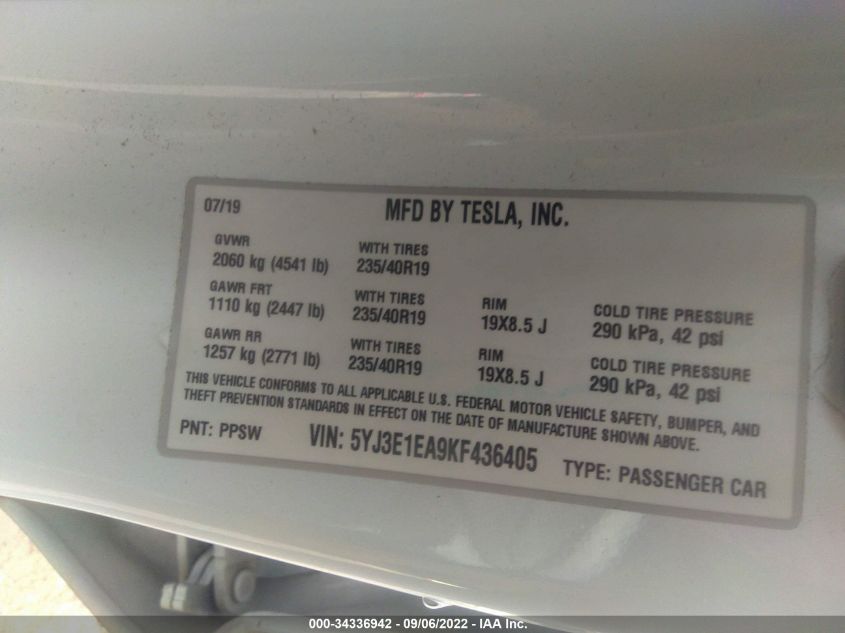 07/19 MFD BY TESLA, INC.
GVWR WITH TIRES
2060 kg (4541 lb) 235/40R19
GAWR FRT WITH TIRES RIM COLD TIRE PRESSURE
1110 kg (2447 lb) 235/40R19 19X8.5 J 290 kPa, 42 psi
GAWR RR WITH TIRES RIM COLD TIRE PRESSURE
1257 kg (2771 lb) 235/40R19 19X8.5 J 290 kPa, 42 psi
THIS VEHICLE CONFORMS TO ALL APPLICABLE U.S. FEDERAL MOTOR VEHICLE SAFETY, BUMPER, AND
THEFT PREVENTION STANDARDS IN EFFECT ON THE DATE OF MANUFACTURE SHOWN ABOVE.
PNT: PPSW VIN: 5YJ3E1EA9KF436405 TYPE: PASSENGER CAR
000-34336942 - 09/06/2022 - IAA Inc.